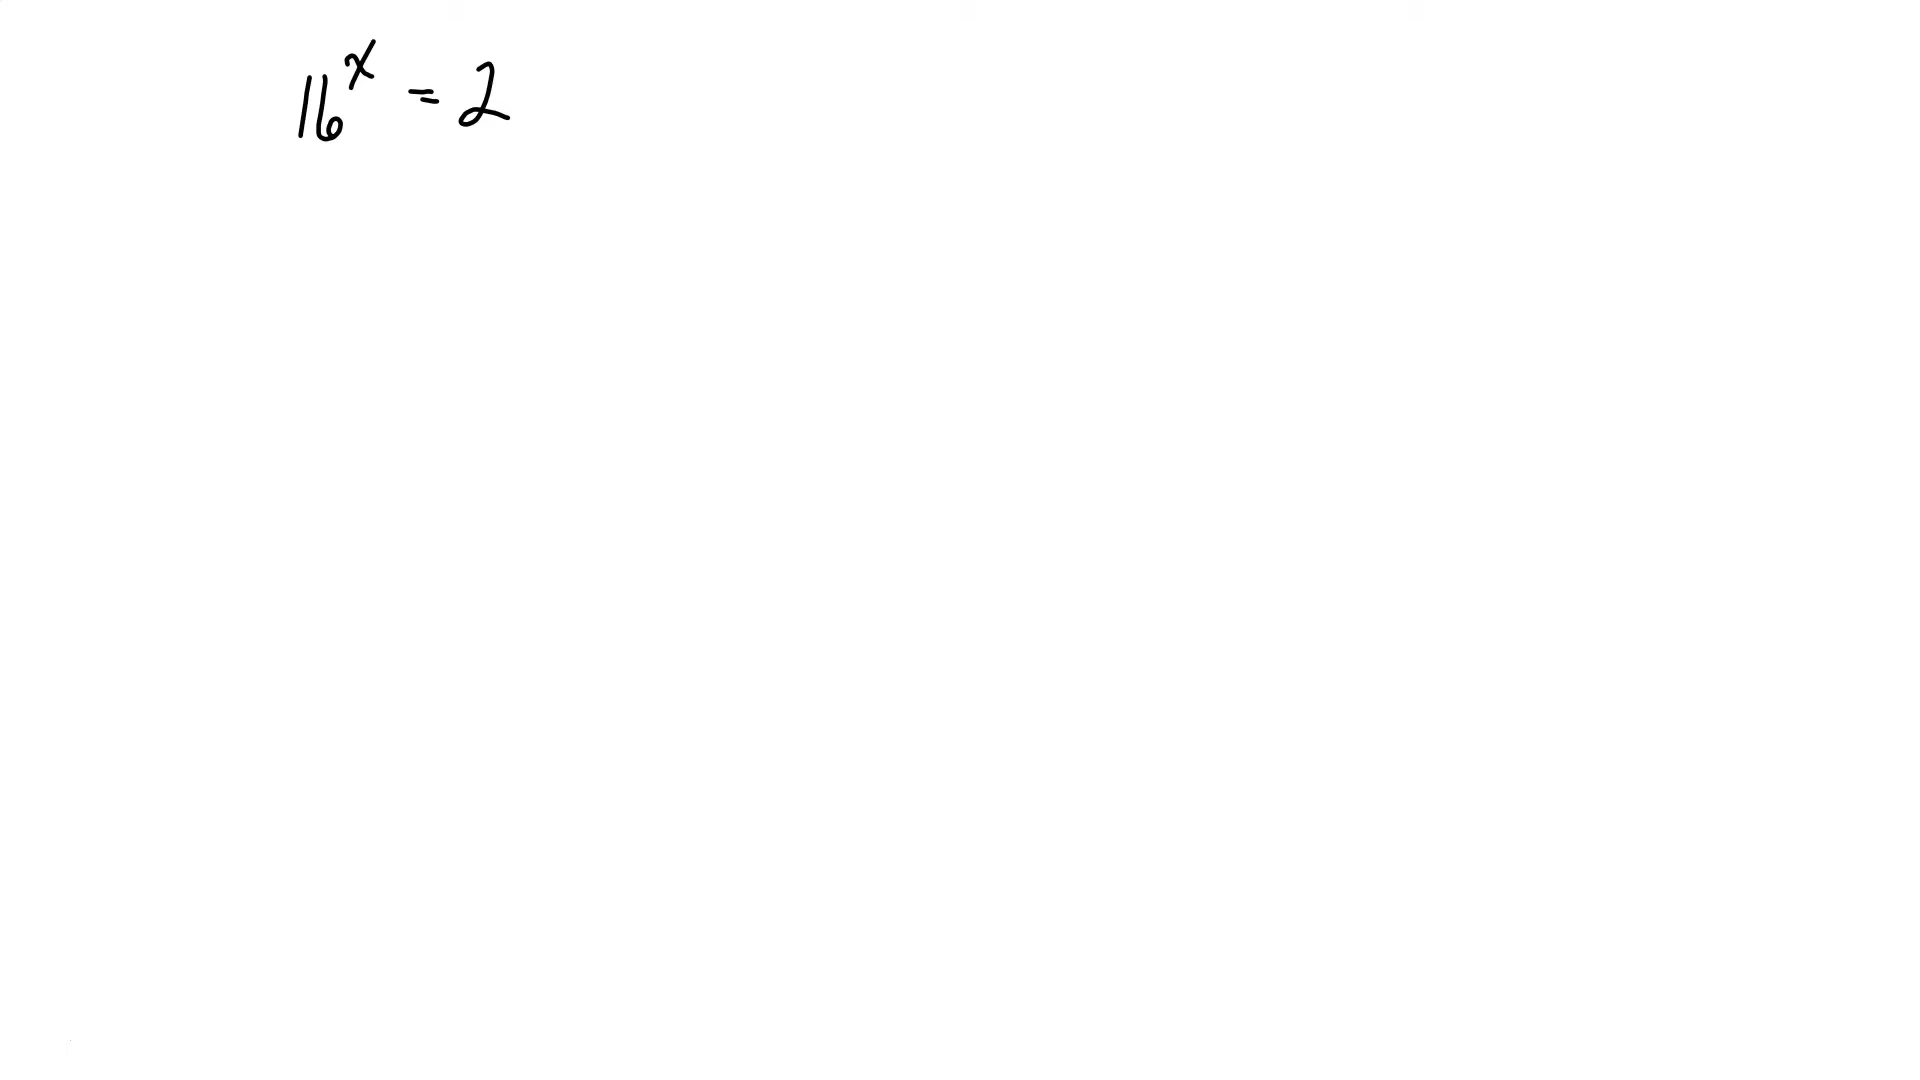 16^x = 2